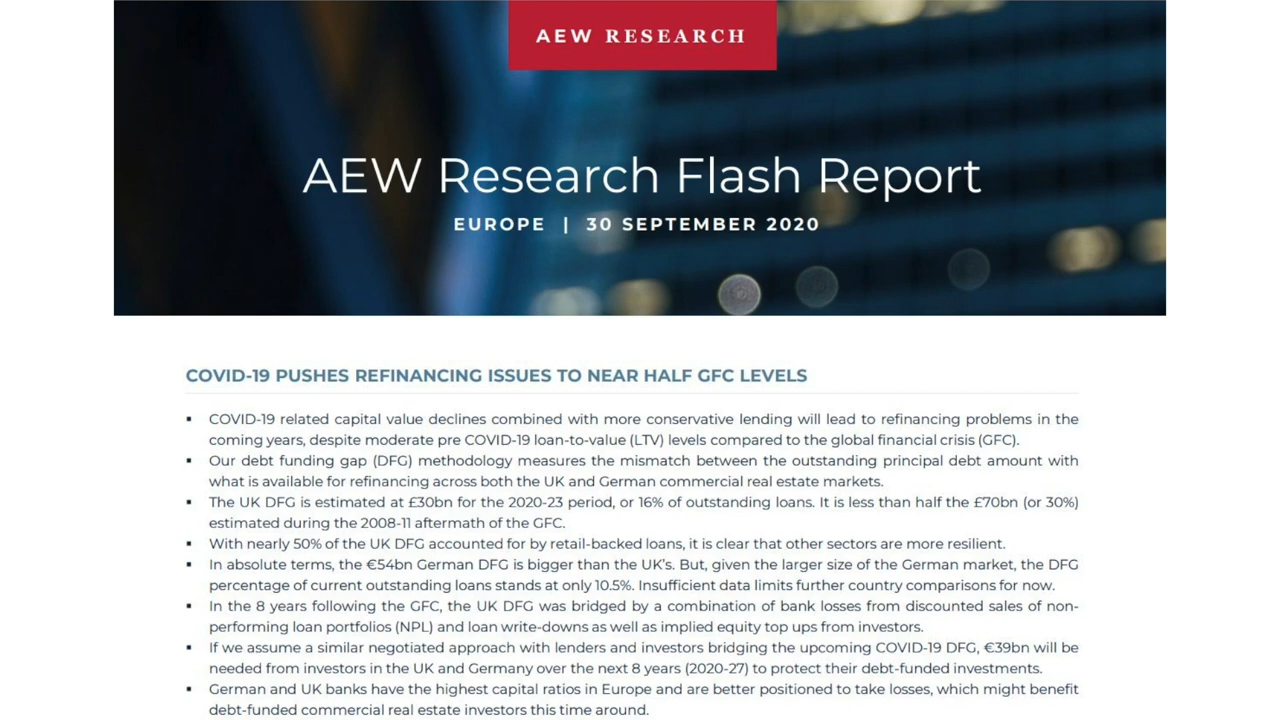 AEW RESEARCH
AEW Research Flash Report
EUROPE | 30 SEPTEMBER 2020
COVID-19 PUSHES REFINANCING ISSUES TO NEAR HALF GFC LEVELS
▪ COVID-19 related capital value declines combined with more conservative lending will lead to refinancing problems in the
coming years, despite moderate pre COVID-19 loan-to-value (LTV) levels compared to the global financial crisis (GFC).
▪ Our debt funding gap (DFG) methodology measures the mismatch between the outstanding principal debt amount with
what is available for refinancing across both the UK and German commercial real estate markets.
▪ The UK DFG is estimated at £30bn for the 2020-23 period, or 16% of outstanding loans. It is less than half the £70bn (or 30%)
estimated during the 2008-11 aftermath of the GFC.
▪ With nearly 50% of the UK DFG accounted for by retail-backed loans, it is clear that other sectors are more resilient.
▪ In absolute terms, the €54bn German DFG is bigger than the UK's. But, given the larger size of the German market, the DFG
percentage of current outstanding loans stands at only 10.5%. Insufficient data limits further country comparisons for now.
▪ In the 8 years following the GFC, the UK DFG was bridged by a combination of bank losses from discounted sales of non-
performing loan portfolios (NPL) and loan write-downs as well as implied equity top ups from investors.
▪ If we assume a similar negotiated approach with lenders and investors bridging the upcoming COVID-19 DFG, €39bn will be
needed from investors in the UK and Germany over the next 8 years (2020-27) to protect their debt-funded investments.
▪ German and UK banks have the highest capital ratios in Europe and are better positioned to take losses, which might benefit
debt-funded commercial real estate investors this time around.